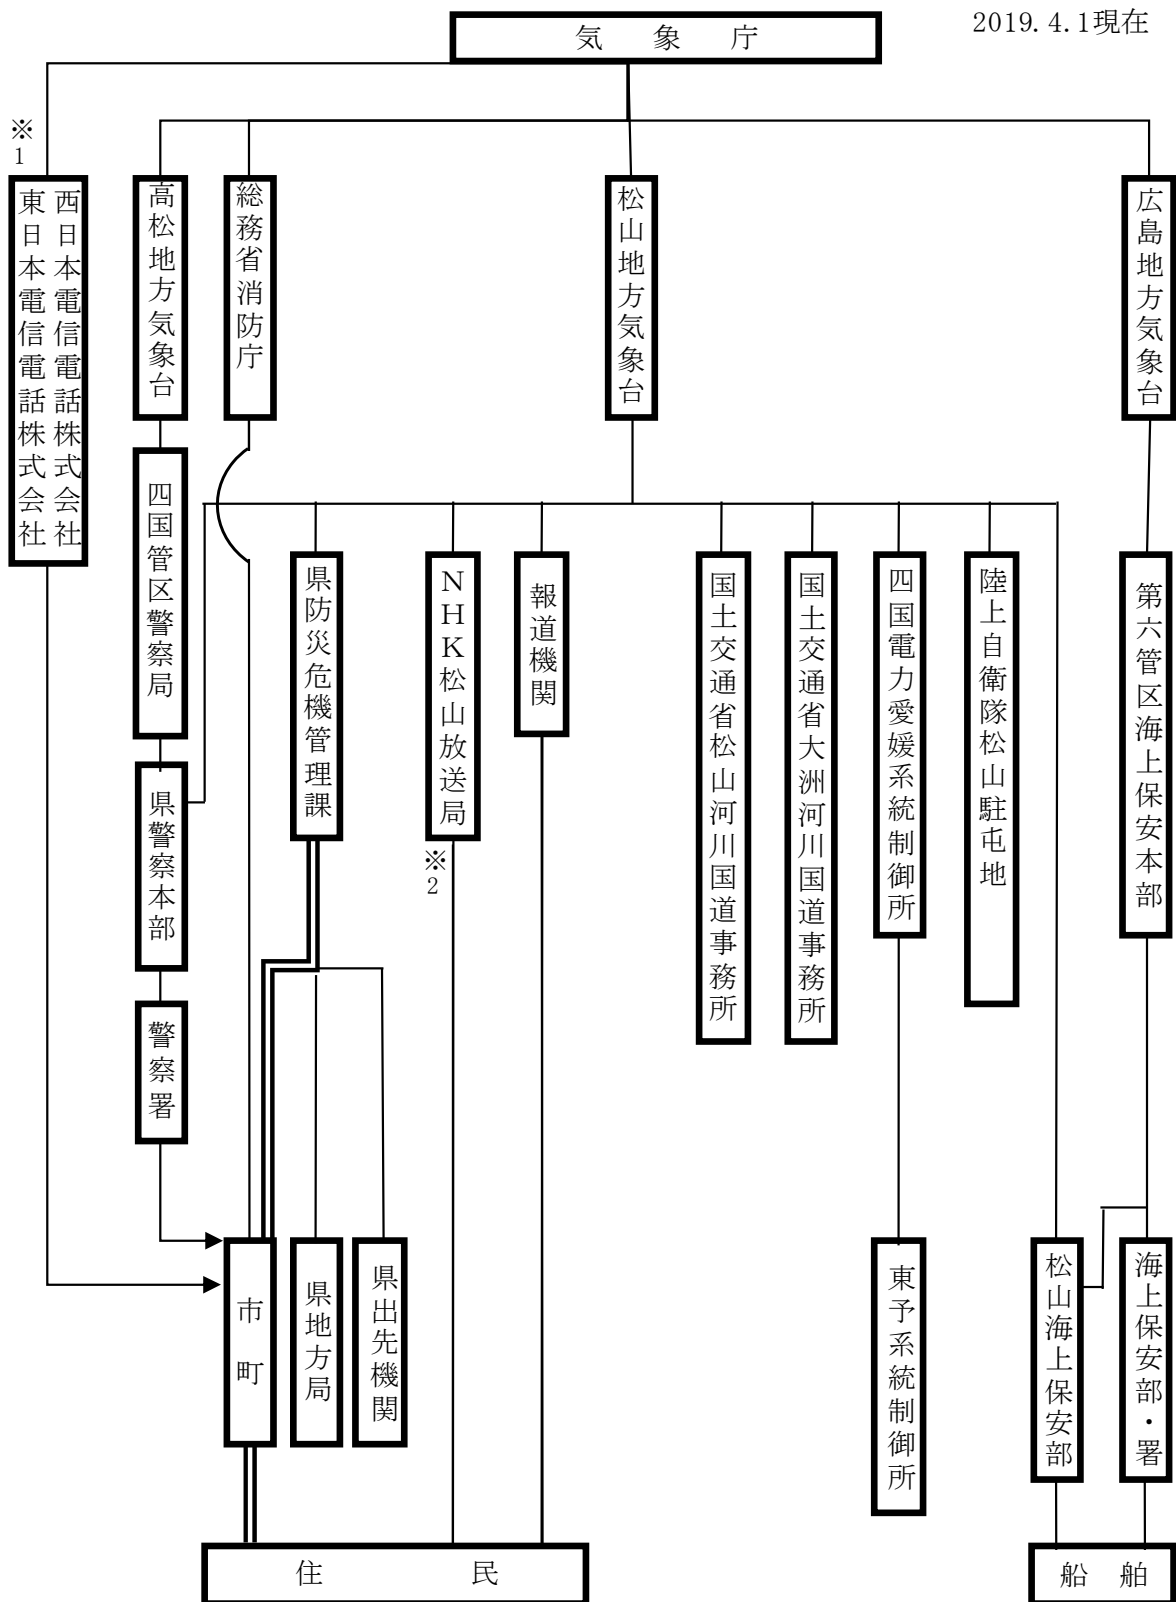 2019.4.1現在
気象庁
※1
西日本電信電話株式会社
東日本電信電話株式会社
高松地方気象台
総務省消防庁
松山地方気象台
広島地方気象台
四国管区警察局
県警察本部
警察署
県防災危機管理課
NHK松山放送局
※2
報道機関
国土交通省松山河川国道事務所
国土交通省大洲河川国道事務所
四国電力愛媛系統制御所
陸上自衛隊松山駐屯地
第六管区海上保安本部
市町
県地方局
県出先機関
東予系統制御所
松山海上保安部
海上保安部・署
住民
船舶